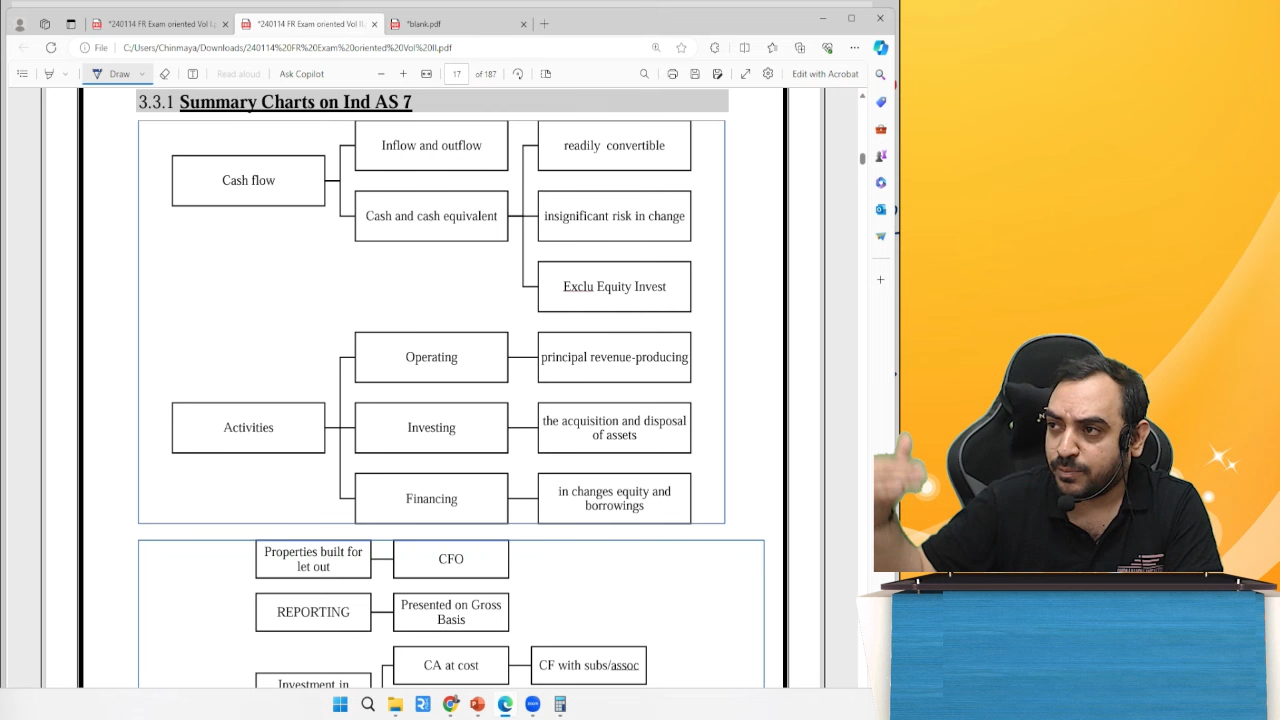 *240114 FR Exam oriented Vol I.
*240114 FR Exam oriented Vol II.
*blank.pdf
File
C:/Users/Chinmaya/Downloads/240114%20FR%20Exam%20oriented%20Vol%20II.pdf
Draw
Read aloud
Ask Copilot
17
of 187
Edit with Acrobat
3.3.1 Summary Charts on Ind AS 7
Cash flow
Inflow and outflow
Cash and cash equivalent
readily convertible
insignificant risk in change
Exclu Equity Invest
Activities
Operating
principal revenue-producing
Investing
the acquisition and disposal
of assets
Financing
in changes equity and
borrowings
Properties built for
let out
CFO
REPORTING
Presented on Gross
Basis
Investment in
CA at cost
CF with subs/assoc